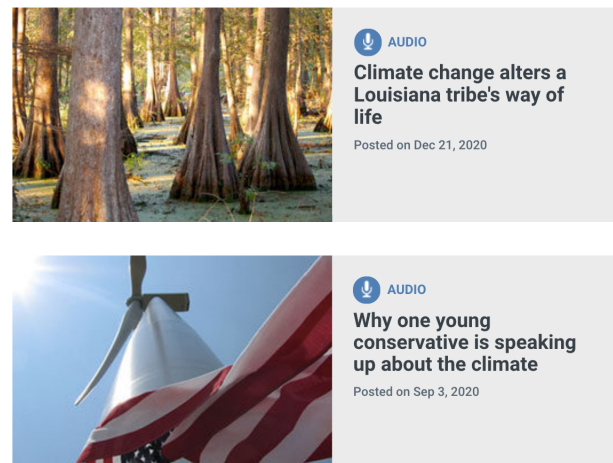 AUDIO
Climate change alters a
Louisiana tribe's way of
life
Posted on Dec 21, 2020
AUDIO
Why one young
conservative is speaking
up about the climate
Posted on Sep 3, 2020